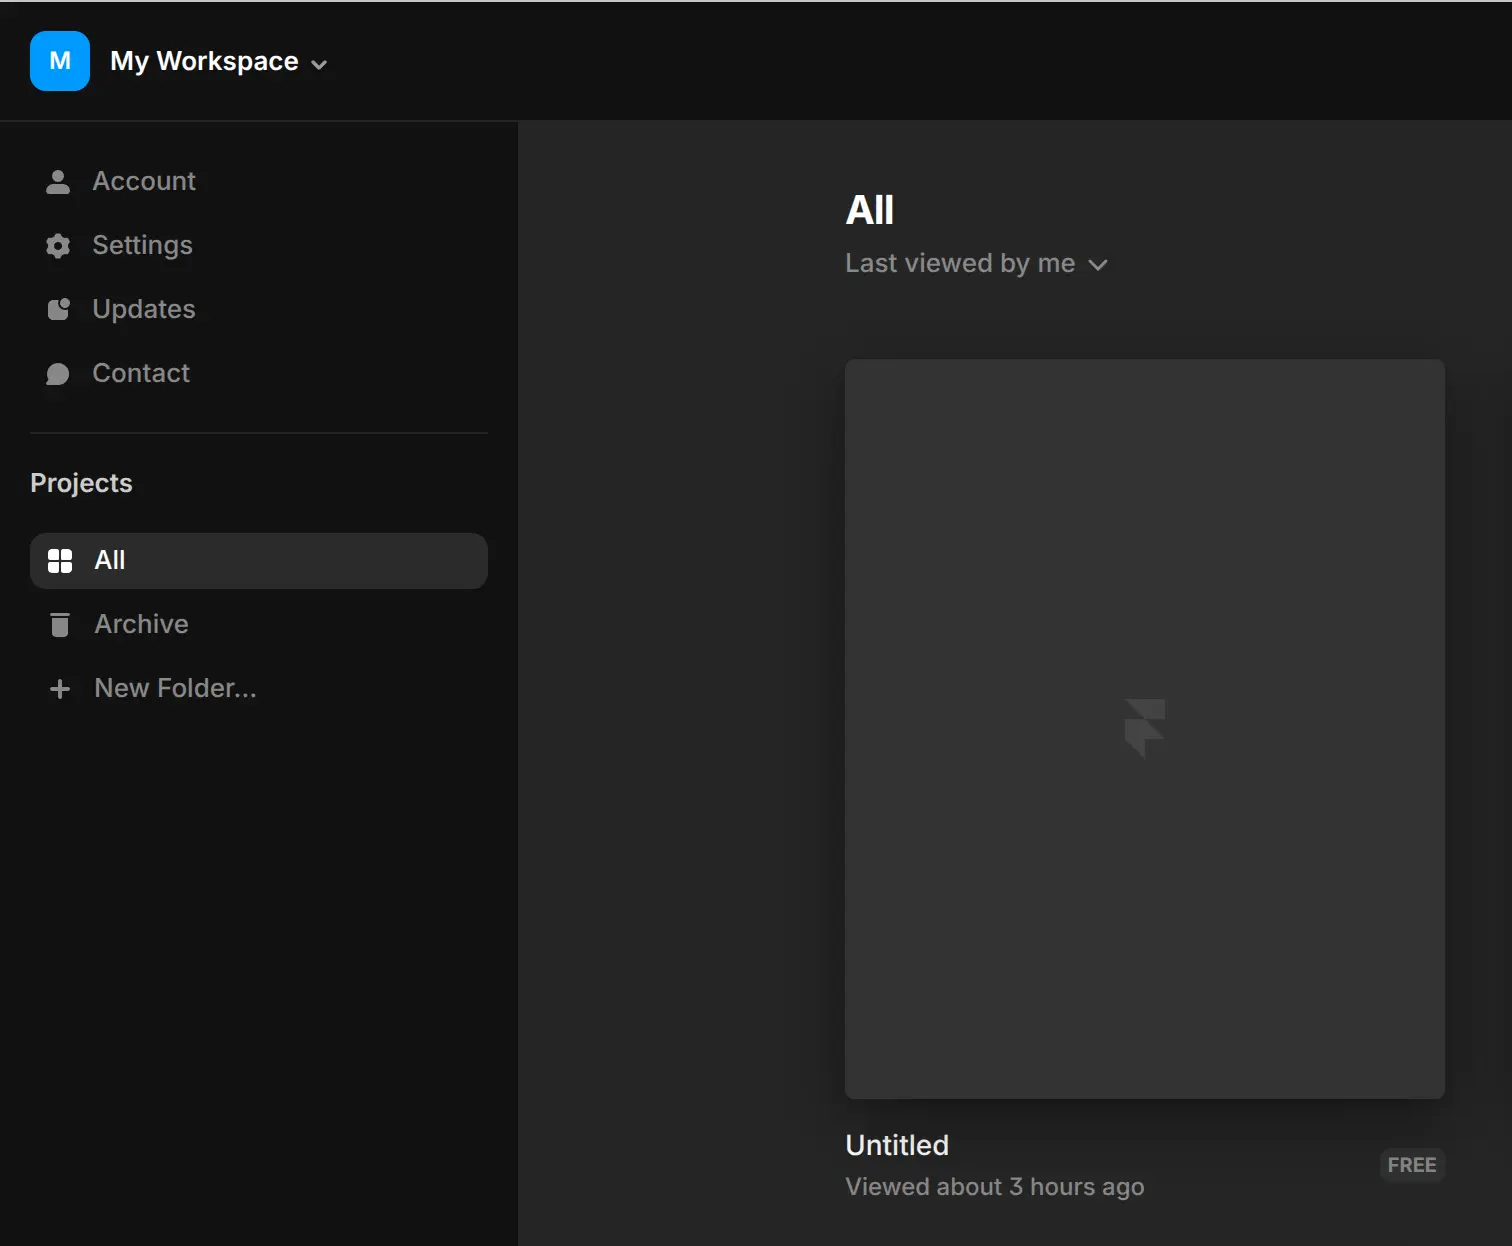 M
My Workspace
Account
Settings
Updates
Contact
Projects
All
Archive
New Folder...
All
Last viewed by me
Untitled
Viewed about 3 hours ago
FREE